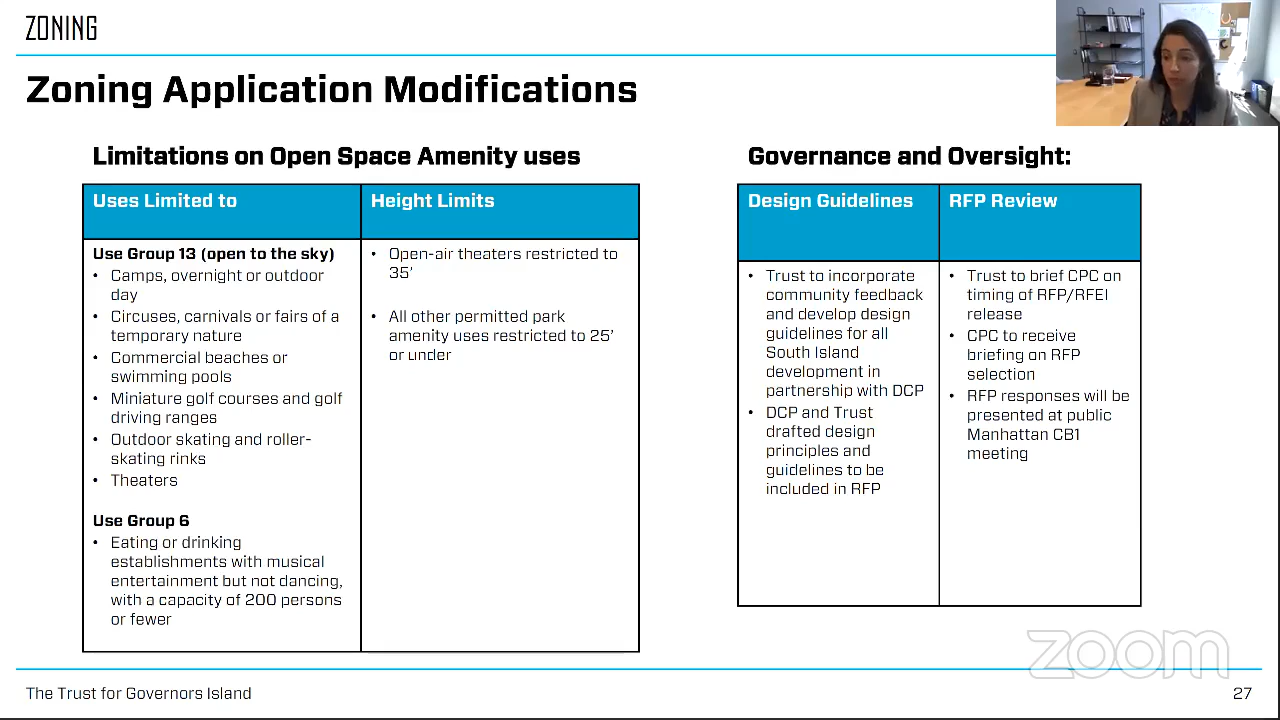 ZONING
Zoning Application Modifications
Limitations on Open Space Amenity uses
Uses Limited to
Height Limits
Use Group 13 (open to the sky)
• Camps, overnight or outdoor
day
• Circuses, carnivals or fairs of a
temporary nature
• Commercial beaches or
swimming pools
• Miniature golf courses and golf
driving ranges
• Outdoor skating and roller-
skating rinks
• Theaters
Use Group 6
• Eating or drinking
establishments with musical
entertainment but not dancing,
with a capacity of 200 persons
or fewer
• Open-air theaters restricted to
35’
• All other permitted park
amenity uses restricted to 25’
or under
Governance and Oversight:
Design Guidelines
RFP Review
• Trust to incorporate
community feedback
and develop design
guidelines for all
South Island
development in
partnership with DCP
• DCP and Trust
drafted design
principles and
guidelines to be
included in RFP
• Trust to brief CPC on
timing of RFP/RFEI
release
• CPC to receive
briefing on RFP
selection
• RFP responses will be
presented at public
Manhattan CB1
meeting
zoom
The Trust for Governors Island
27